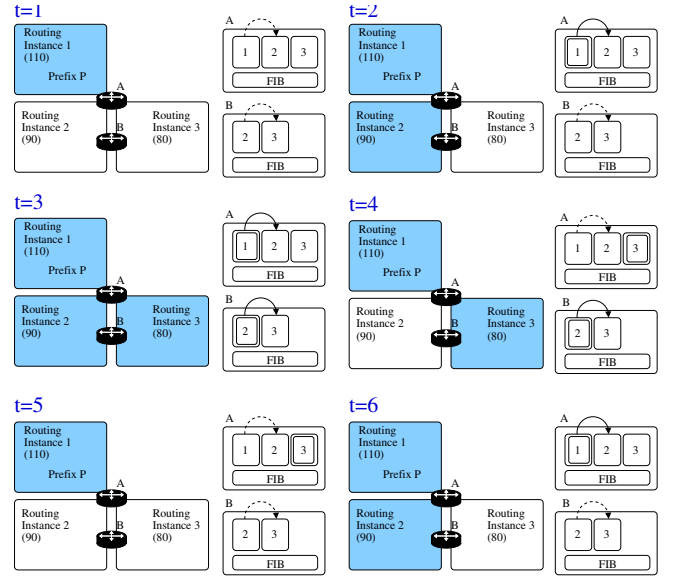 t=1
Routing
Instance 1
(110)
Prefix P
A
Routing
Instance 2
(90)
B
Routing
Instance 3
(80)
A
1 2 3
FIB
B
2 3
FIB
t=2
Routing
Instance 1
(110)
Prefix P
A
Routing
Instance 2
(90)
B
Routing
Instance 3
(80)
A
1 2 3
FIB
B
2 3
FIB
t=3
Routing
Instance 1
(110)
Prefix P
A
Routing
Instance 2
(90)
B
Routing
Instance 3
(80)
A
1 2 3
FIB
B
2 3
FIB
t=4
Routing
Instance 1
(110)
Prefix P
A
Routing
Instance 2
(90)
B
Routing
Instance 3
(80)
A
1 2 3
FIB
B
2 3
FIB
t=5
Routing
Instance 1
(110)
Prefix P
A
Routing
Instance 2
(90)
B
Routing
Instance 3
(80)
A
1 2 3
FIB
B
2 3
FIB
t=6
Routing
Instance 1
(110)
Prefix P
A
Routing
Instance 2
(90)
B
Routing
Instance 3
(80)
A
1 2 3
FIB
B
2 3
FIB